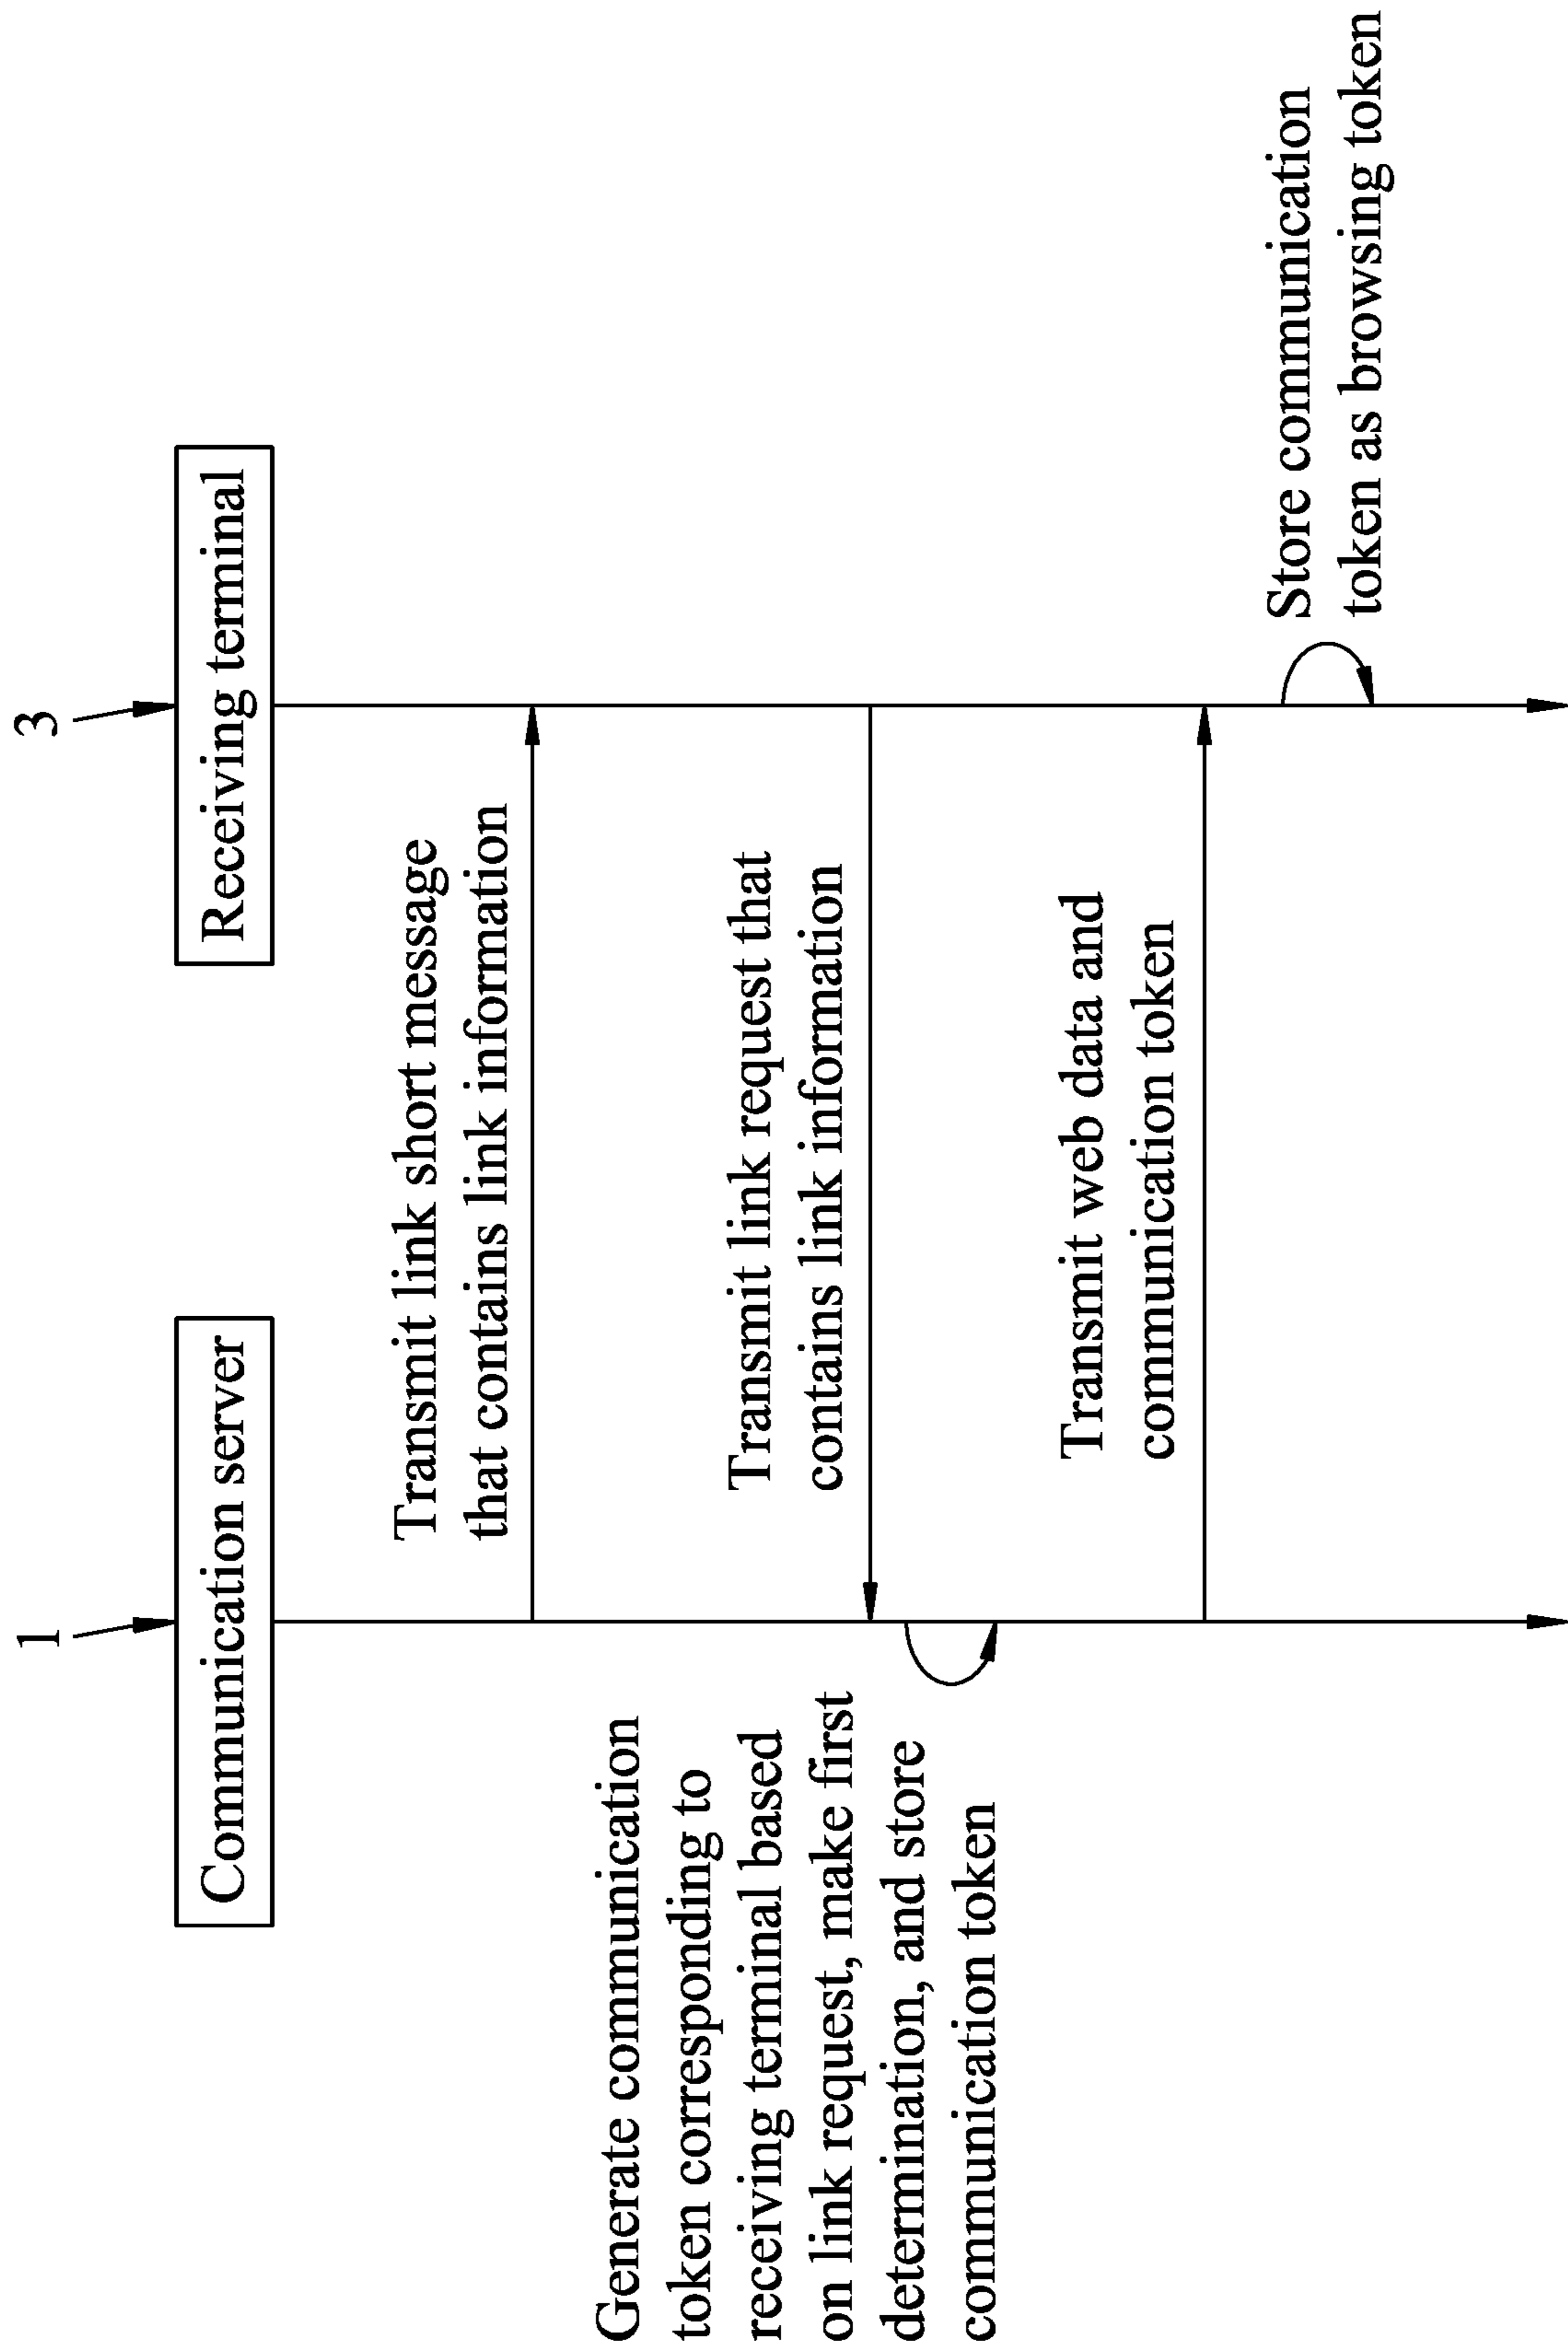 1
3
Communication server
Receiving terminal
Transmit link short message
that contains link information
Transmit link request that
contains link information
Generate communication
token corresponding to
receiving terminal based
on link request, make first
determination, and store
communication token
Transmit web data and
communication token
Store communication
token as browsing token